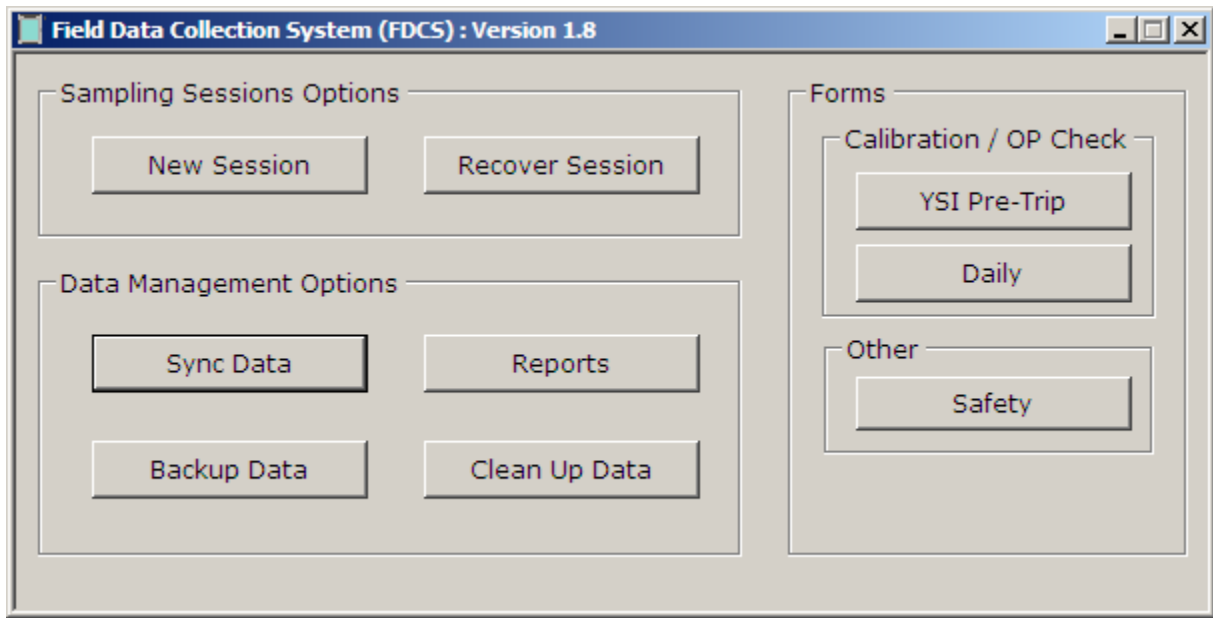 Field Data Collection System (FDCS) : Version 1.8
Sampling Sessions Options
New Session
Recover Session
Data Management Options
Sync Data
Reports
Backup Data
Clean Up Data
Forms
Calibration / OP Check
YSI Pre-Trip
Daily
Other
Safety